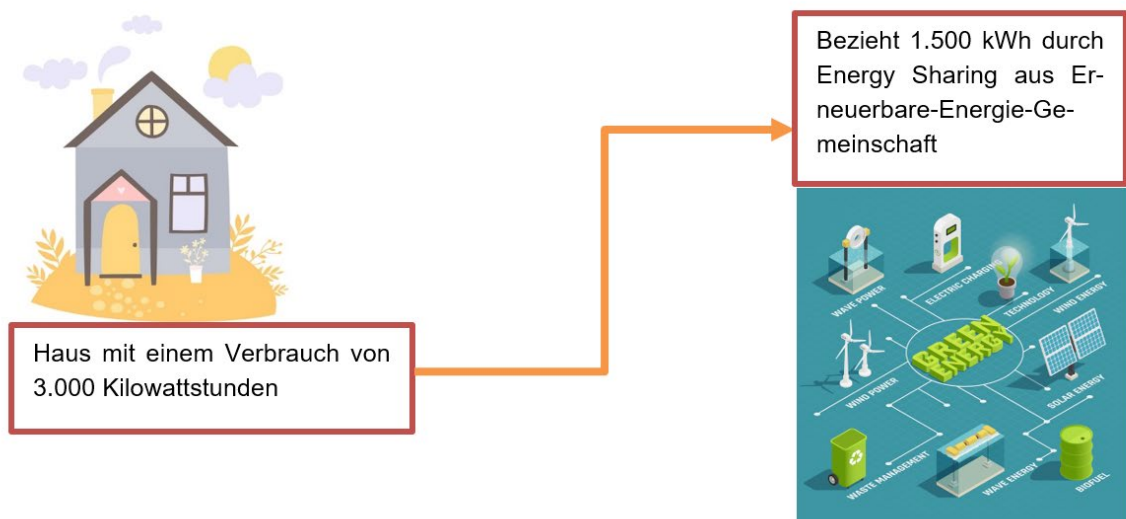 Bezieht 1.500 kWh durch
Energy Sharing aus Er-
neuerbare-Energie-Ge-
meinschaft
Haus mit einem Verbrauch von
3.000 Kilowattstunden
WAVE POWER
ELECTRIC CHARGING
TECHNOLOGY
WIND ENERGY
GREEN
ENERGY
WIND POWER
SOLAR ENERGY
WASTE MANAGEMENT
WAVE ENERGY
BIOFUEL